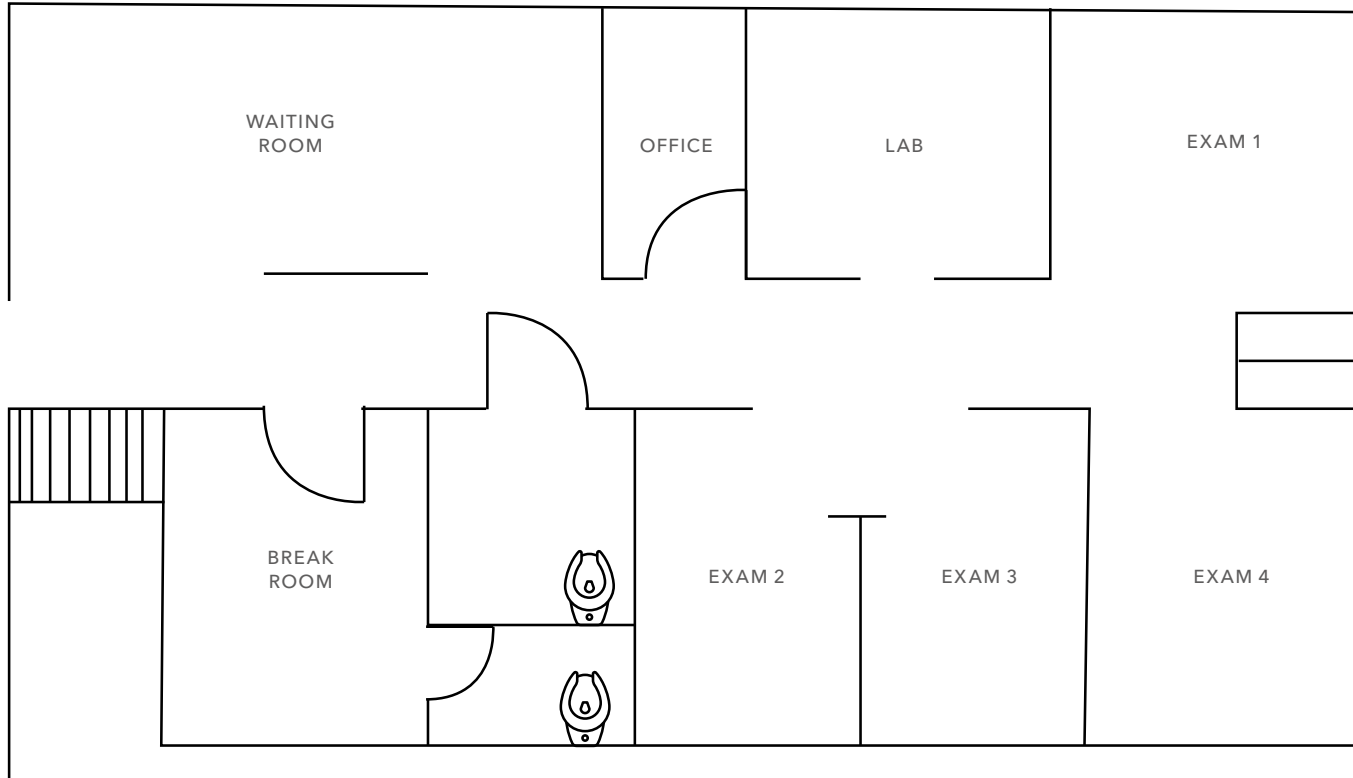 WAITING
ROOM
OFFICE
LAB
EXAM 1
BREAK
ROOM
EXAM 2
EXAM 3
EXAM 4